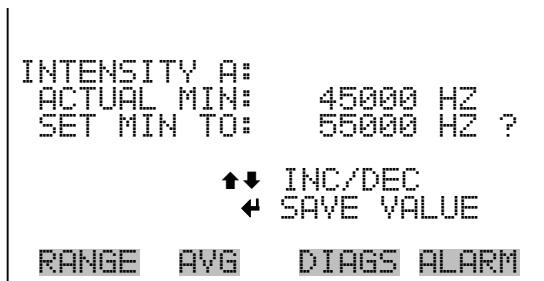 INTENSITY A:
ACTUAL MIN: 45000 HZ
SET MIN TO: 55000 HZ ?
⬆⬇ INC/DEC
↵ SAVE VALUE
RANGE AVG DIAGS ALARM